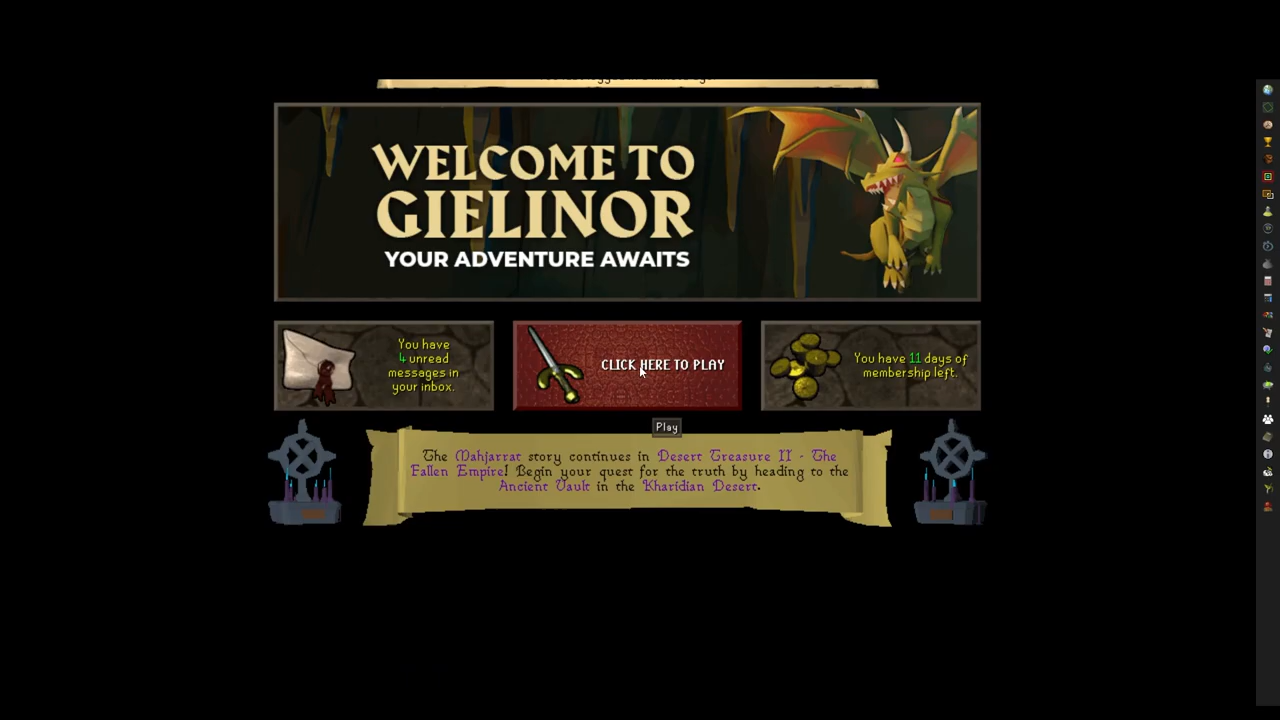 WELCOME TO
GIELINOR
YOUR ADVENTURE AWAITS
You have
4 unread
messages in
your inbox.
CLICK HERE TO PLAY
You have 11 days of
membership left.
Play
The Mahjarrat story continues in Desert Treasure II - The
Fallen Empire! Begin your quest for the truth by heading to the
Ancient Vault in the Kharidian Desert.